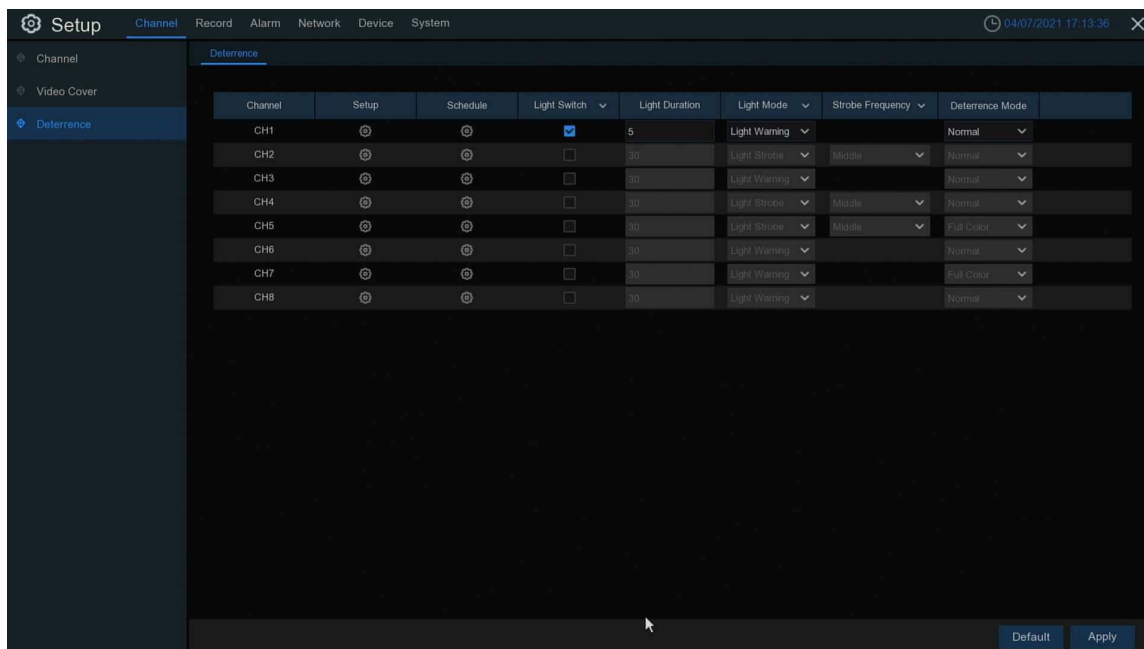 Setup Channel Record Alarm Network Device System 04/07/2021 17:13:36
Channel
Video Cover
Deterrence
Deterrence
Channel Setup Schedule Light Switch Light Duration Light Mode Strobe Frequency Deterrence Mode
CH1 5 Light Warning Normal
CH2 30 Light Strobe Middle Normal
CH3 30 Light Warning Normal
CH4 30 Light Strobe Middle Normal
CH5 30 Light Strobe Middle Full Color
CH6 30 Light Warning Normal
CH7 30 Light Warning Full Color
CH8 30 Light Warning Normal
Default Apply